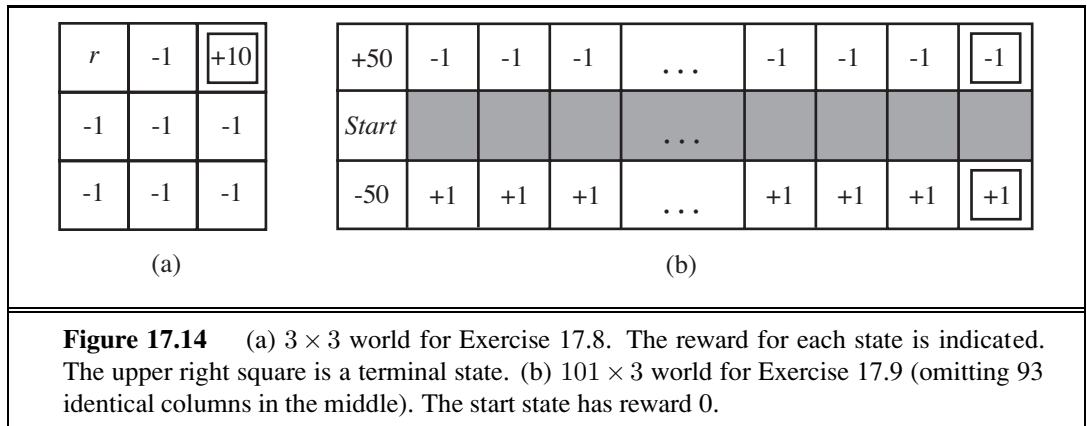 r -1 +10
-1 -1 -1
-1 -1 -1
(a)
+50 -1 -1 -1 ... -1 -1 -1 -1
Start ...
-50 +1 +1 +1 ... +1 +1 +1 +1
(b)
Figure 17.14 (a) 3 × 3 world for Exercise 17.8. The reward for each state is indicated.
The upper right square is a terminal state. (b) 101 × 3 world for Exercise 17.9 (omitting 93
identical columns in the middle). The start state has reward 0.